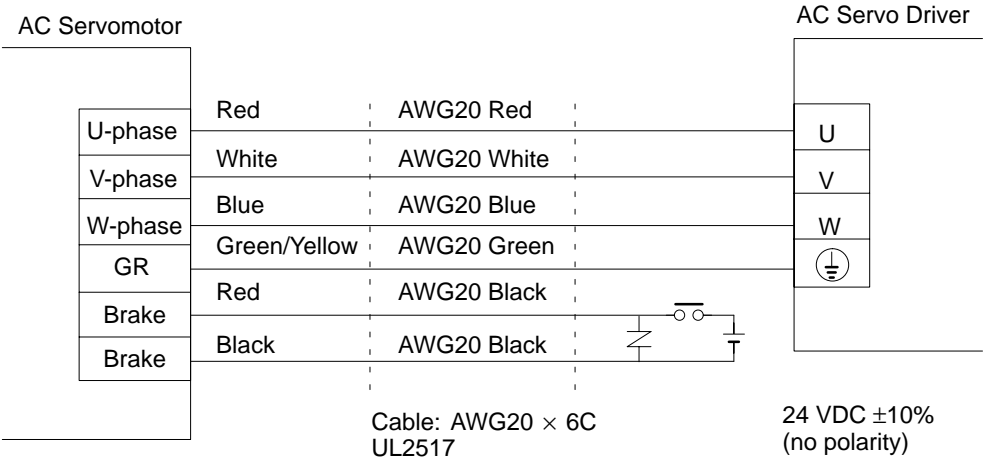 AC Servomotor
AC Servo Driver
U-phase Red AWG20 Red U
V-phase White AWG20 White V
W-phase Blue AWG20 Blue W
GR Green/Yellow AWG20 Green
Brake Red AWG20 Black
Brake Black AWG20 Black
Cable: AWG20 × 6C
UL2517
24 VDC ±10%
(no polarity)